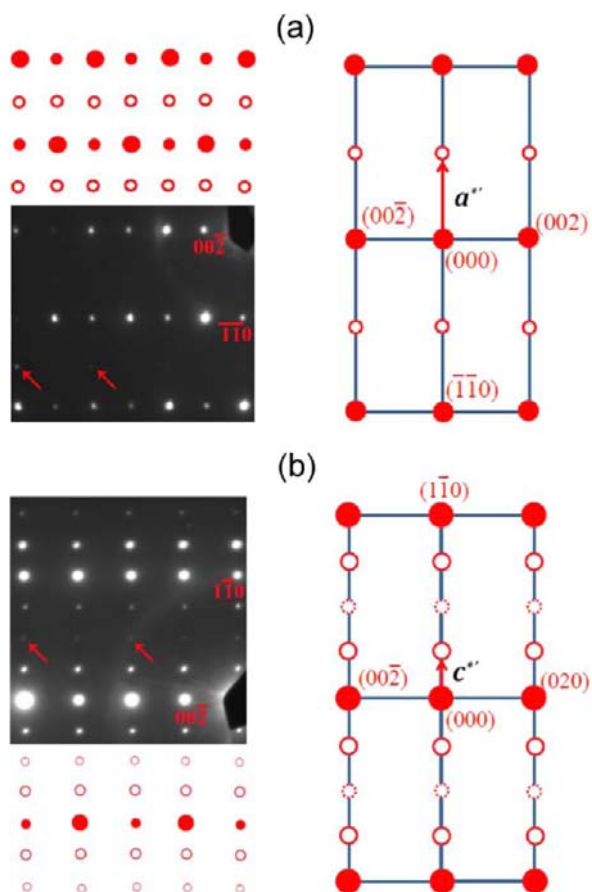 (a)
a*′
(002̄) (002)
(000)
002̄
1̄1̄0
(1̄1̄0)
(b)
(11̄0)
11̄0
c*′
(002̄) (020)
(000)
002̄